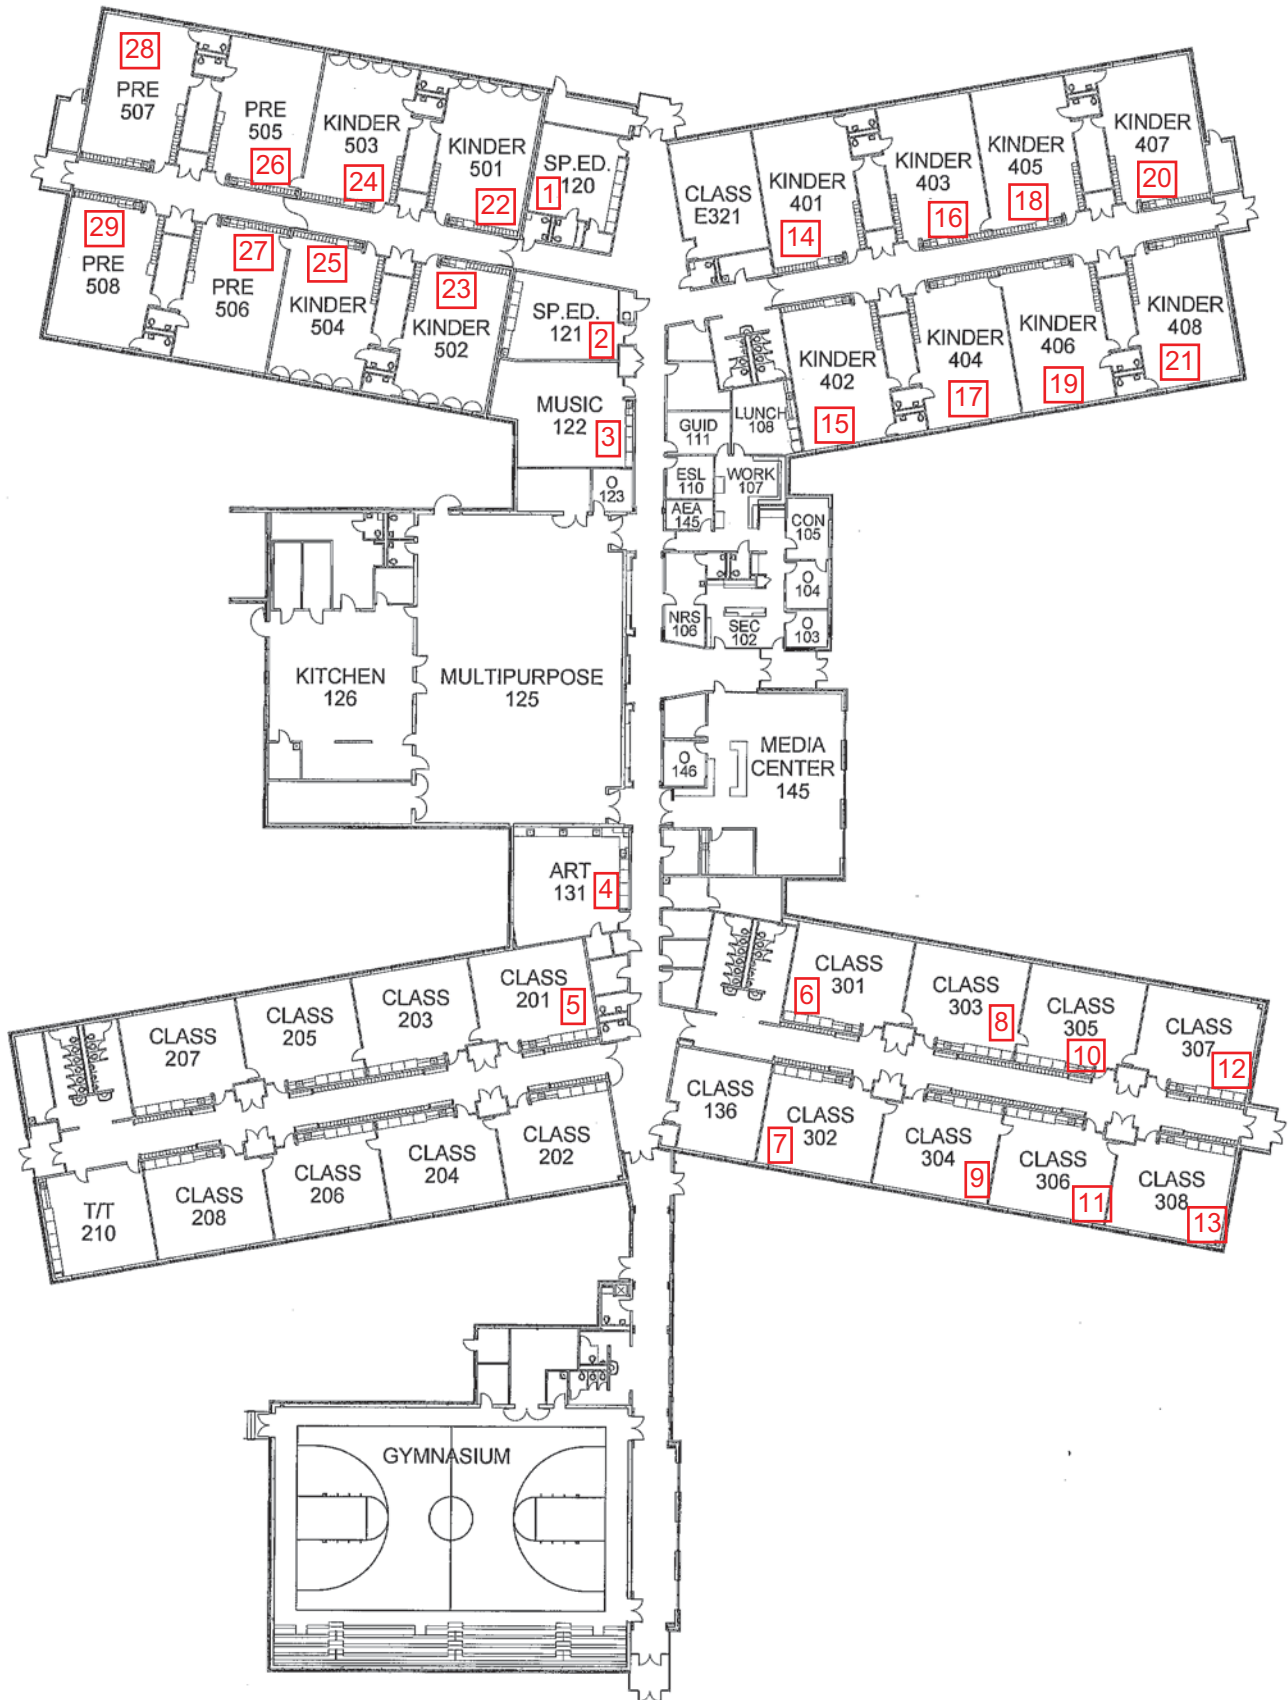 28
PRE
507
PRE
505
26
KINDER
503
24
KINDER
501
22
SP.ED.
120
1
29
PRE
508
27
PRE
506
25
KINDER
504
23
KINDER
502
SP.ED.
121
2
MUSIC
122
3
O
123
CLASS
E321
KINDER
401
14
KINDER
403
16
KINDER
405
18
KINDER
407
20
KINDER
402
15
KINDER
404
17
KINDER
406
19
KINDER
408
21
LUNCH
108
GUID
111
ESL
110
WORK
107
AEA
145
CON
105
O
104
NRS
106
SEC
102
O
103
KITCHEN
126
MULTIPURPOSE
125
MEDIA
CENTER
145
O
146
ART
131
4
CLASS
201
5
CLASS
203
CLASS
205
CLASS
207
CLASS
202
CLASS
204
CLASS
206
CLASS
208
T/T
210
CLASS
301
6
CLASS
303
8
CLASS
305
10
CLASS
307
12
CLASS
136
CLASS
302
7
CLASS
304
9
CLASS
306
11
CLASS
308
13
GYMNASIUM